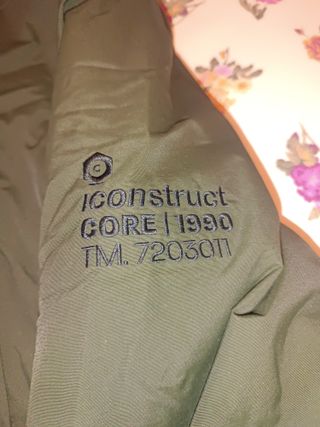 iconstruct
CORE | 1990
TM. 7203011